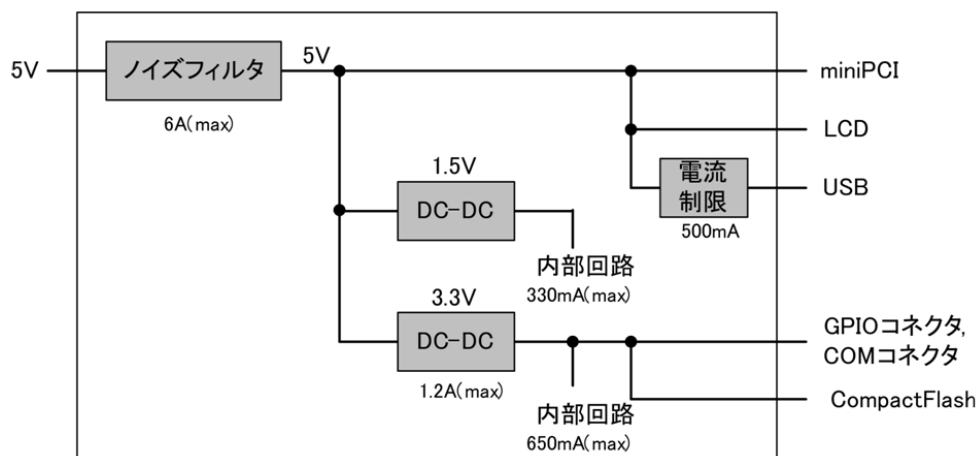 5V
ノイズフィルタ
6A(max)
5V
miniPCI
LCD
電流
制限
500mA
USB
1.5V
DC-DC
内部回路
330mA(max)
3.3V
DC-DC
1.2A(max)
内部回路
650mA(max)
GPIOコネクタ,
COMコネクタ
CompactFlash